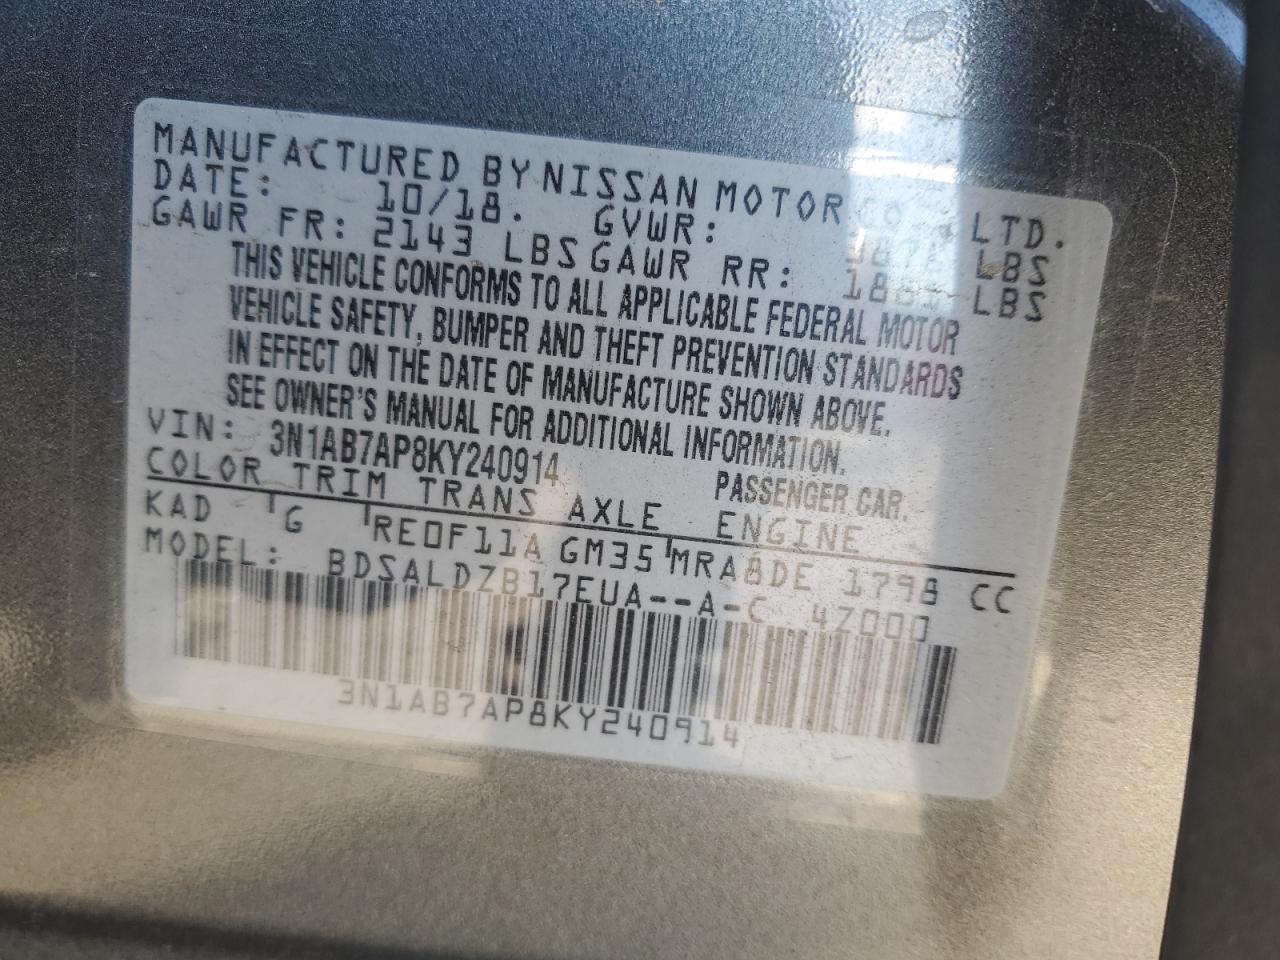 MANUFACTURED BY NISSAN MOTOR CO., LTD.
DATE: 10/18. GVWR: LBS
GAWR FR: 2143 LBS GAWR RR: LBS
THIS VEHICLE CONFORMS TO ALL APPLICABLE FEDERAL MOTOR
VEHICLE SAFETY, BUMPER AND THEFT PREVENTION STANDARDS
IN EFFECT ON THE DATE OF MANUFACTURE SHOWN ABOVE.
SEE OWNER'S MANUAL FOR ADDITIONAL INFORMATION.
VIN: 3N1AB7AP8KY240914 PASSENGER CAR.
COLOR TRIM TRANS AXLE ENGINE
KAD G RE0F11A GM35 MRA8DE 1798 CC
MODEL: BDSALDZB17EUA--A-C 4Z000
3N1AB7AP8KY240914